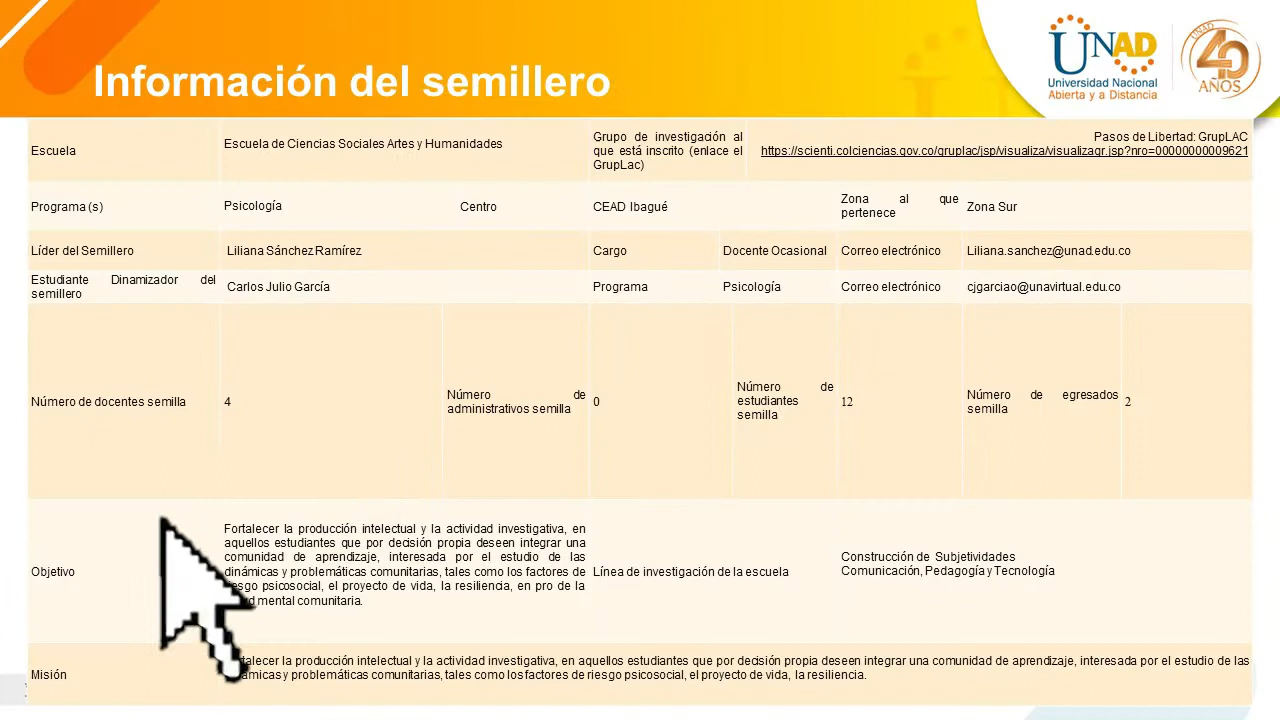 Información del semillero
UNAD
Universidad Nacional
Abierta y a Distancia
UNAD
40
AÑOS
Escuela
Escuela de Ciencias Sociales Artes y Humanidades
Grupo de investigación al
que está inscrito (enlace el
GrupLac)
Pasos de Libertad: GrupLAC
https://scienti.colciencias.gov.co/gruplac/jsp/visualiza/visualizagr.jsp?nro=00000000009621
Programa (s)
Psicología
Centro
CEAD Ibagué
Zona al que
pertenece
Zona Sur
Líder del Semillero
Liliana Sánchez Ramírez
Cargo
Docente Ocasional
Correo electrónico
Liliana.sanchez@unad.edu.co
Estudiante Dinamizador del
semillero
Carlos Julio García
Programa
Psicología
Correo electrónico
cjgarciao@unavirtual.edu.co
Número de docentes semilla
4
Número de
administrativos semilla
0
Número de
estudiantes
semilla
12
Número de egresados
semilla
2
Objetivo
Fortalecer la producción intelectual y la actividad investigativa, en
aquellos estudiantes que por decisión propia deseen integrar una
comunidad de aprendizaje, interesada por el estudio de las
dinámicas y problemáticas comunitarias, tales como los factores de
riesgo psicosocial, el proyecto de vida, la resiliencia, en pro de la
mental comunitaria.
Línea de investigación de la escuela
Construcción de Subjetividades
Comunicación, Pedagogía y Tecnología
Misión
Fortalecer la producción intelectual y la actividad investigativa, en aquellos estudiantes que por decisión propia deseen integrar una comunidad de aprendizaje, interesada por el estudio de las
dinámicas y problemáticas comunitarias, tales como los factores de riesgo psicosocial, el proyecto de vida, la resiliencia.